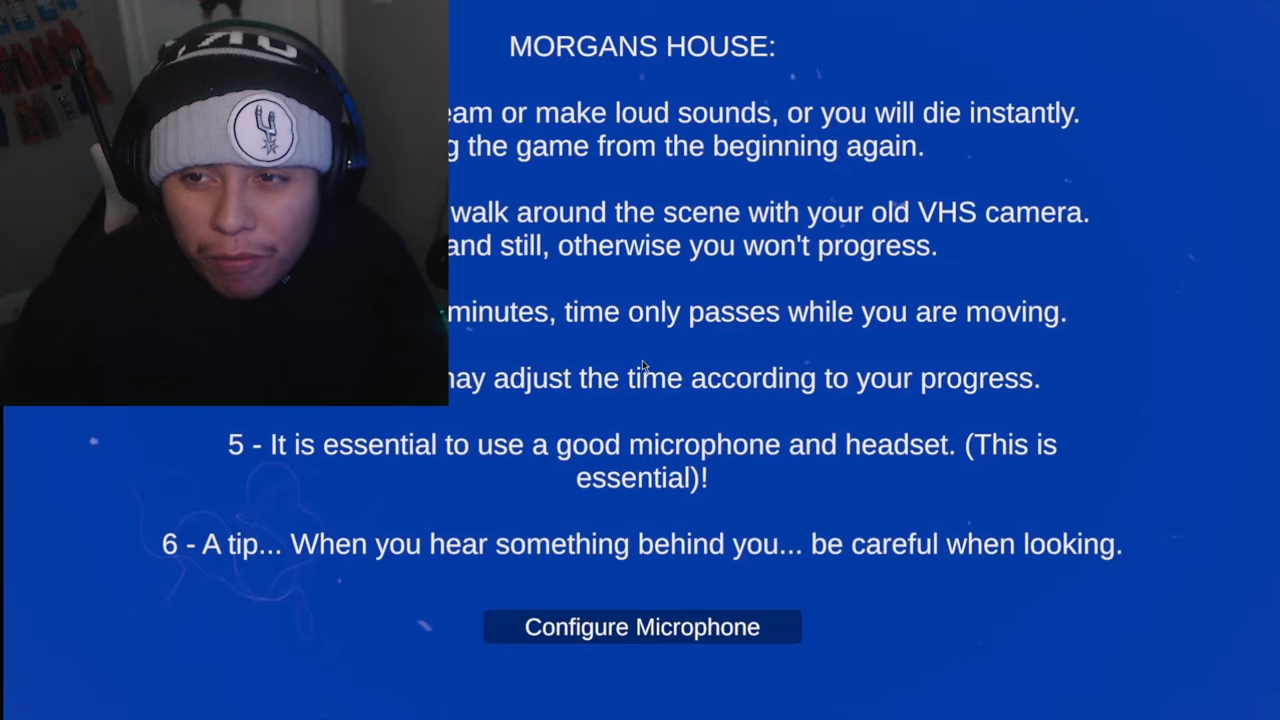 MORGANS HOUSE:
or make loud sounds, or you will die instantly.
the game from the beginning again.
walk around the scene with your old VHS camera.
still, otherwise you won't progress.
minutes, time only passes while you are moving.
adjust the time according to your progress.
5 - It is essential to use a good microphone and headset. (This is
essential)!
6 - A tip... When you hear something behind you... be careful when looking.
Configure Microphone